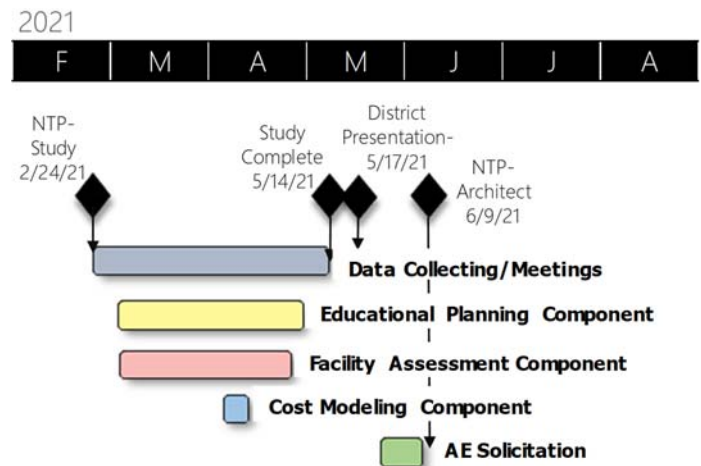 2021
F M A M J J A
NTP-
Study
2/24/21
Study
Complete
5/14/21
District
Presentation-
5/17/21
NTP-
Architect
6/9/21
Data Collecting/Meetings
Educational Planning Component
Facility Assessment Component
Cost Modeling Component
AE Solicitation